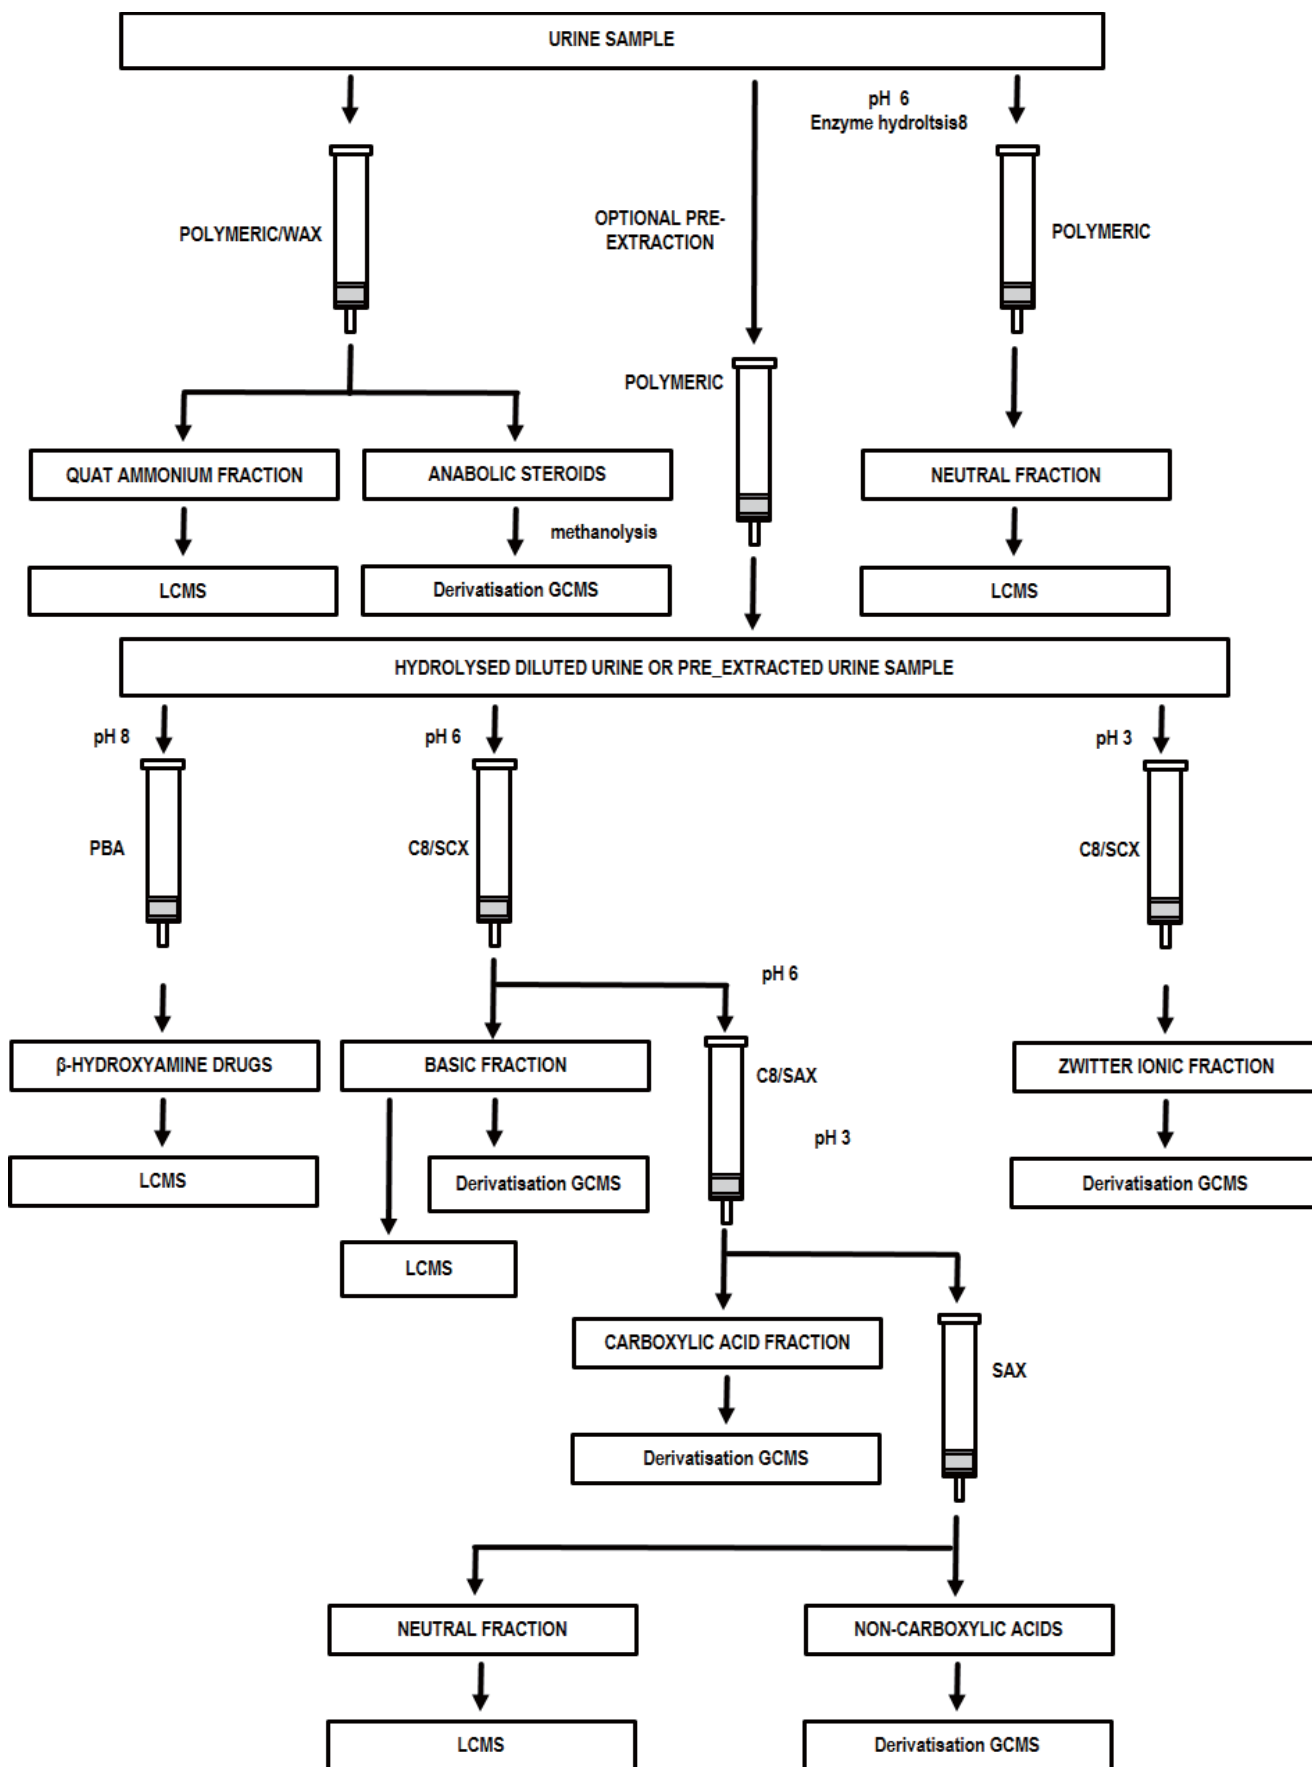 URINE SAMPLE
pH 6
Enzyme hydroltsis8
POLYMERIC/WAX
OPTIONAL PRE-
EXTRACTION
POLYMERIC
POLYMERIC
QUAT AMMONIUM FRACTION
ANABOLIC STEROIDS
NEUTRAL FRACTION
methanolysis
LCMS
Derivatisation GCMS
LCMS
HYDROLYSED DILUTED URINE OR PRE_EXTRACTED URINE SAMPLE
pH 8
pH 6
pH 3
PBA
C8/SCX
C8/SCX
pH 6
β-HYDROXYAMINE DRUGS
BASIC FRACTION
C8/SAX
ZWITTER IONIC FRACTION
pH 3
LCMS
Derivatisation GCMS
Derivatisation GCMS
LCMS
CARBOXYLIC ACID FRACTION
SAX
Derivatisation GCMS
NEUTRAL FRACTION
NON-CARBOXYLIC ACIDS
LCMS
Derivatisation GCMS